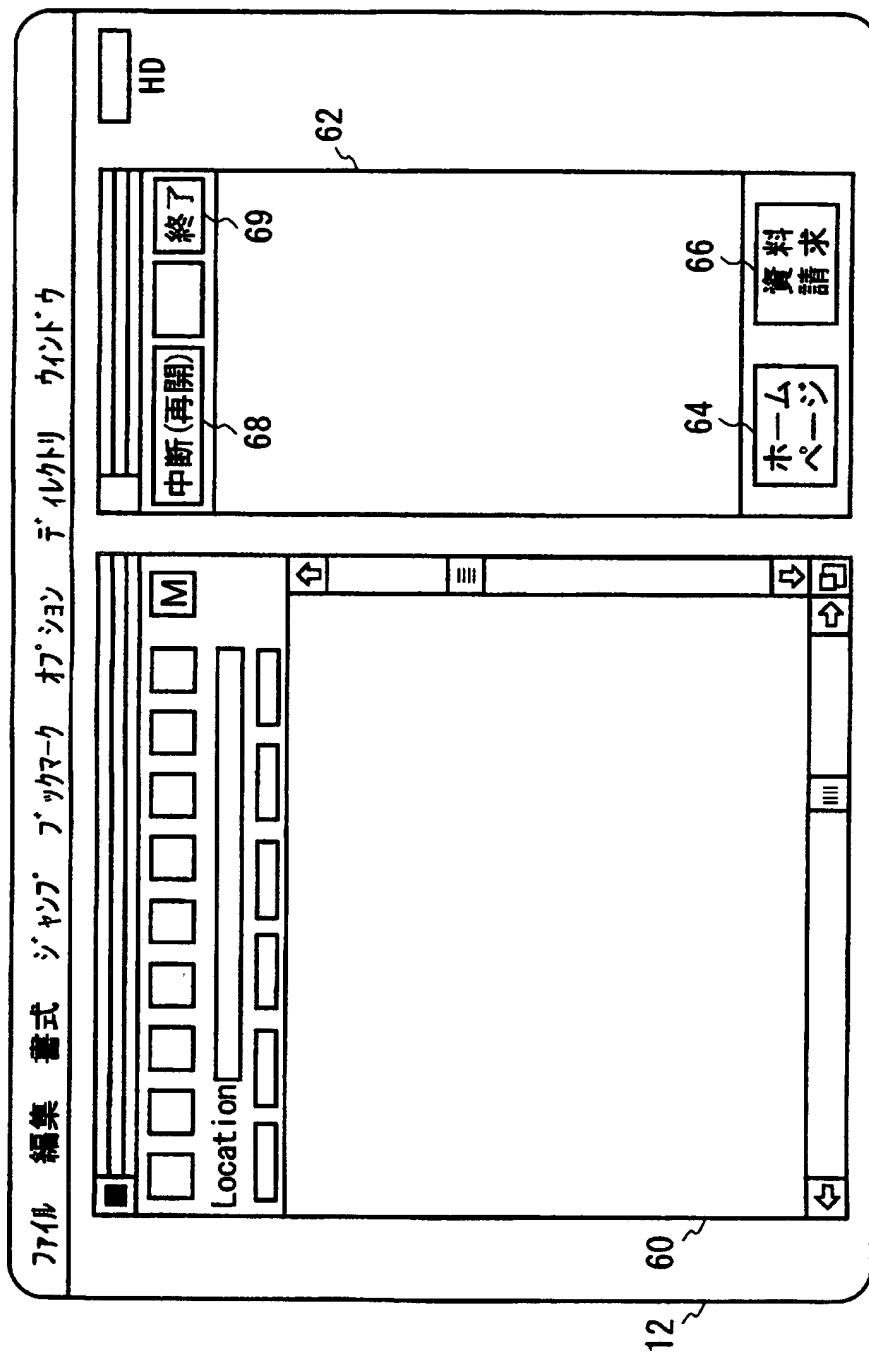 ファイル 編集 書式 ジャンプ ブックマーク オプション ディレクトリ ウィンドウ
HD
M
Location
中断(再開)
終了
68
69
62
64
66
ホーム
ページ
資料
請求
60
12